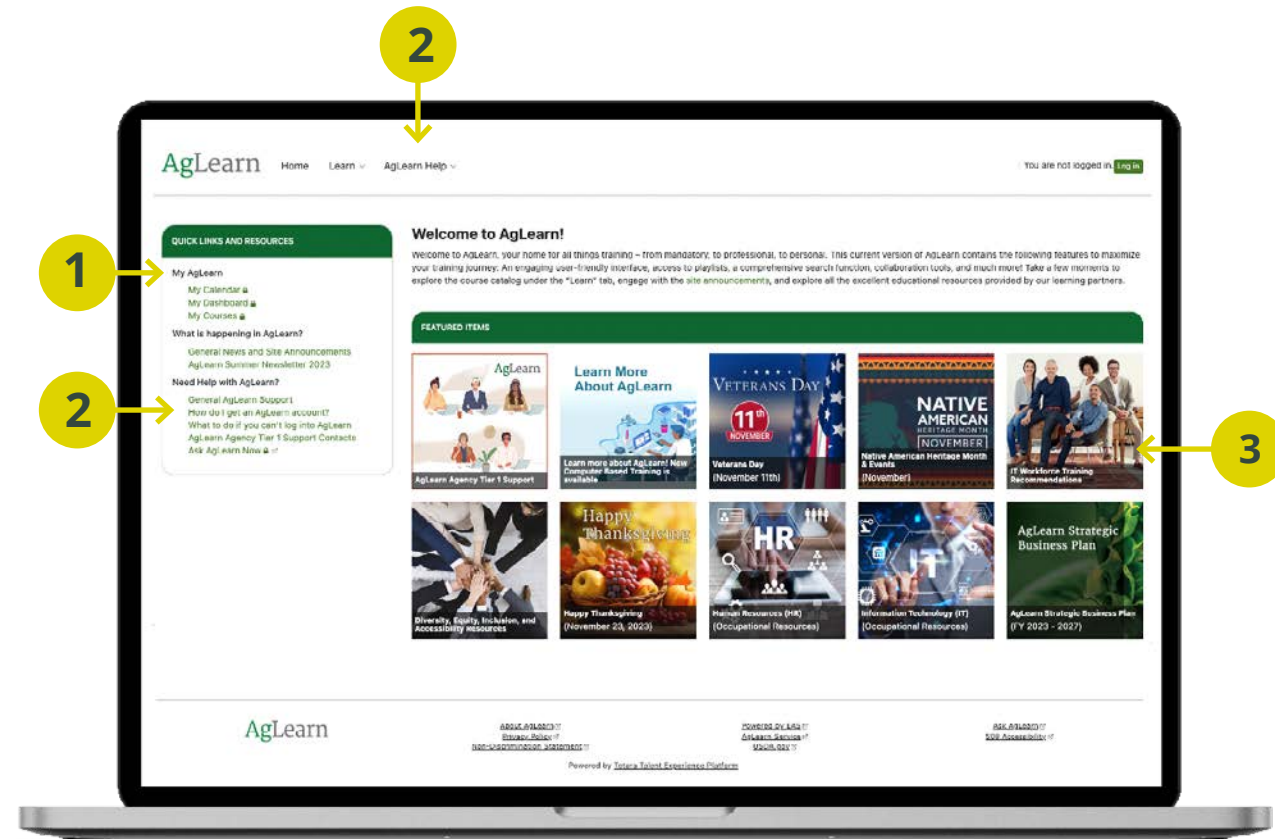 2
AgLearn
Home
Learn
AgLearn Help
You are not logged in.
Log in
1
QUICK LINKS AND RESOURCES
My AgLearn
My Calendar
My Dashboard
My Courses
What is happening in AgLearn?
General News and Site Announcements
AgLearn Summer Newsletter 2023
Need Help with AgLearn?
2
General AgLearn Support
How do I get an AgLearn account?
What to do if you can't log into AgLearn
AgLearn Agency Tier 1 Support Contacts
Ask AgLearn Now
Welcome to AgLearn!
Welcome to AgLearn, your home for all things training – from mandatory, to professional, to personal. This current version of AgLearn contains the following features to maximize
your training journey: An engaging user-friendly interface, access to playlists, a comprehensive search function, collaboration tools, and much more! Take a few moments to
explore the course catalog under the "Learn" tab, engage with the site announcements, and explore all the excellent educational resources provided by our learning partners.
FEATURED ITEMS
AgLearn
AgLearn Agency Tier 1 Support
Learn More
About AgLearn
Learn more about AgLearn! New
Computer Based Training is
available
VETERANS DAY
11th
NOVEMBER
Veterans Day
(November 11th)
NATIVE
AMERICAN
HERITAGE MONTH
NOVEMBER
Native American Heritage Month
& Events
(November)
IT Workforce Training
Recommendations
3
Diversity, Equity, Inclusion, and
Accessibility Resources
Happy
Thanksgiving
Happy Thanksgiving
(November 23, 2023)
HR
Human Resources (HR)
(Occupational Resources)
IT
Information Technology (IT)
(Occupational Resources)
AgLearn Strategic
Business Plan
AgLearn Strategic Business Plan
(FY 2023 - 2027)
AgLearn
About AgLearn
Privacy Policy
Non-Discrimination Statement
Powered by LAS
AgLearn Service
USDA.gov
Ask AgLearn
508 Accessibility
Powered by Totara Talent Experience Platform